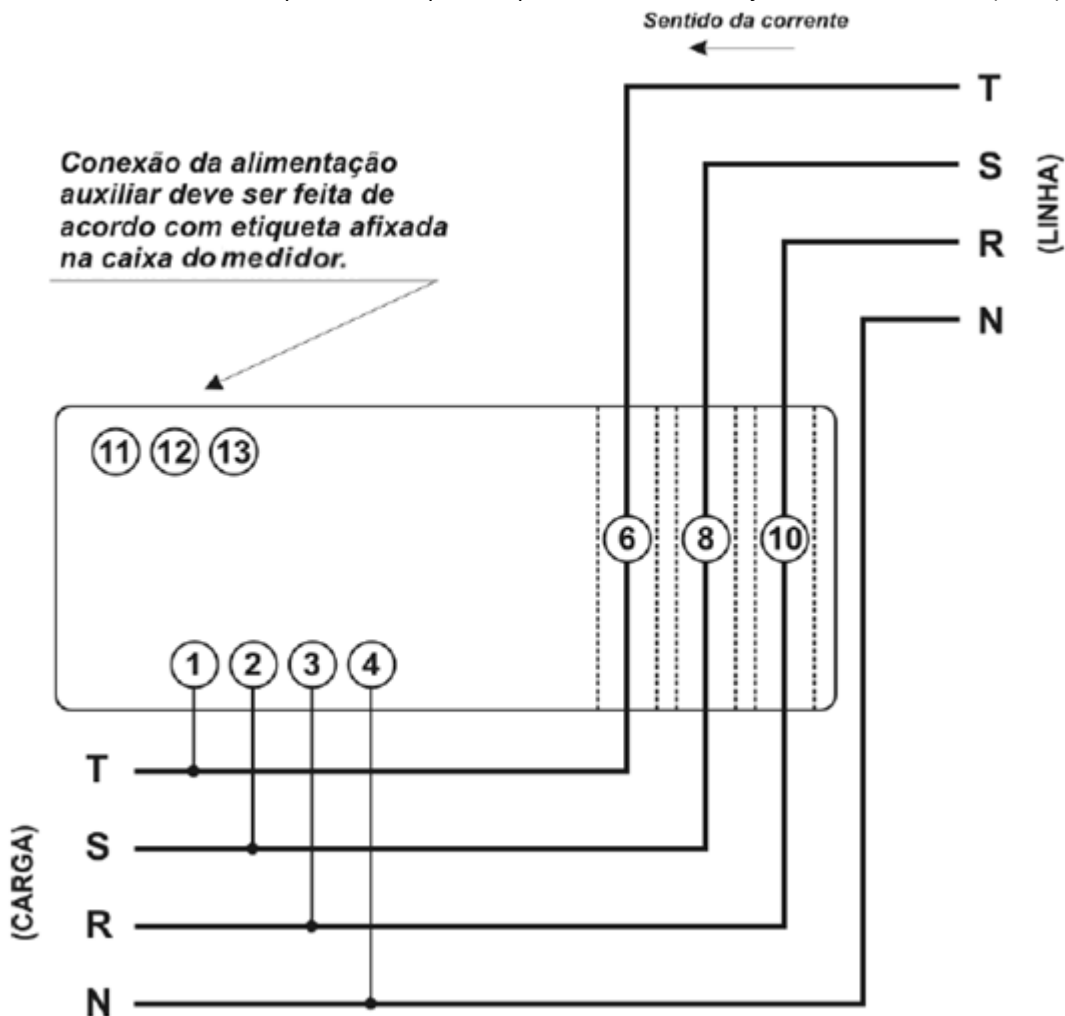 Sentido da corrente
T
S
R
N
(LINHA)
Conexão da alimentação
auxiliar deve ser feita de
acordo com etiqueta afixada
na caixa do medidor.
11 12 13
6 8 10
1 2 3 4
T
S
R
N
(CARGA)